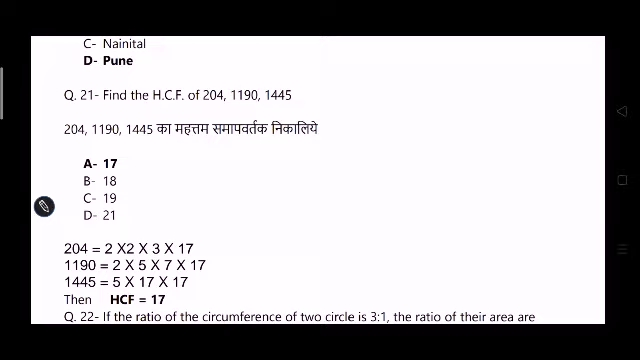 C- Nainital
D- Pune
Q. 21- Find the H.C.F. of 204, 1190, 1445
204, 1190, 1445 का महत्तम समापवर्तक निकालिये
A- 17
B- 18
C- 19
D- 21
204 = 2 X2 X 3 X 17
1190 = 2 X 5 X 7 X 17
1445 = 5 X 17 X 17
Then HCF = 17
Q. 22- If the ratio of the circumference of two circle is 3:1, the ratio of their area are